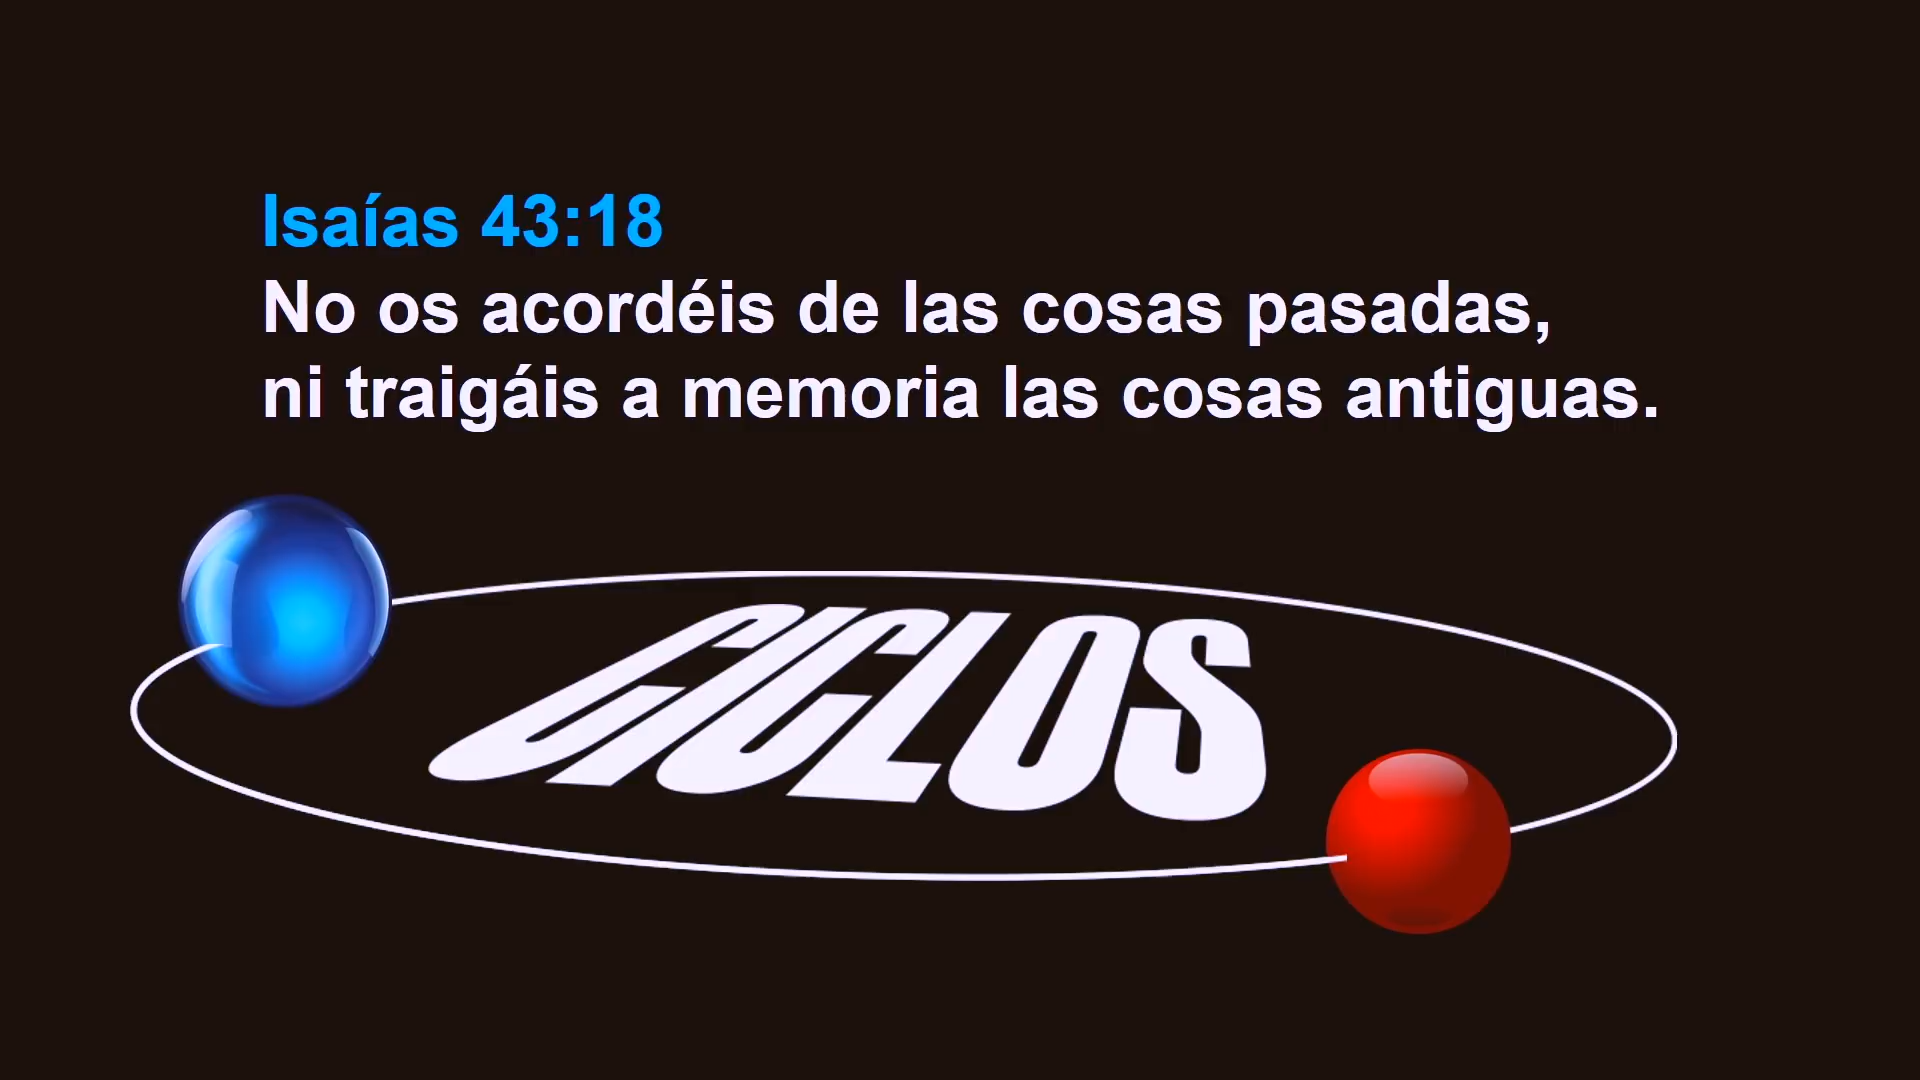 Isaías 43:18
No os acordéis de las cosas pasadas,
ni traigáis a memoria las cosas antiguas.
CICLOS